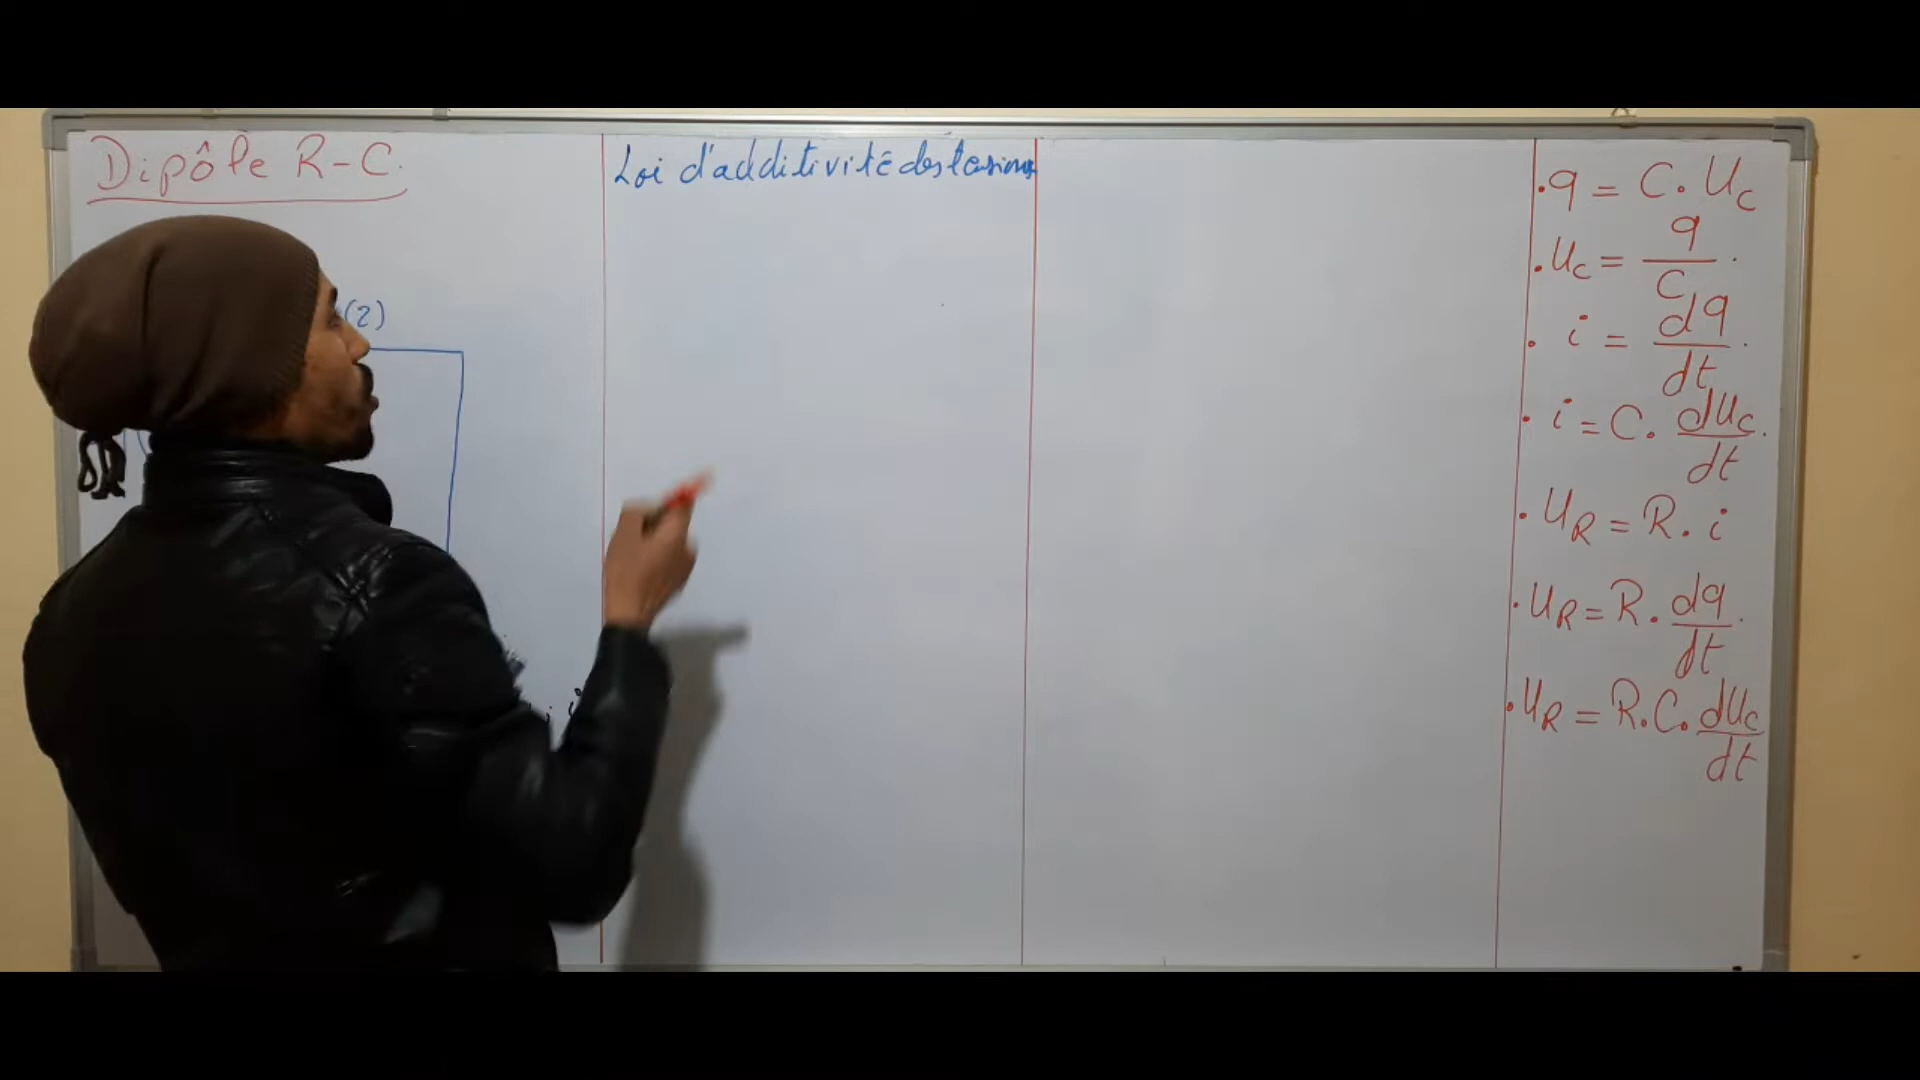 Dipôle R-C.
(2)
Loi d'additivité des tensions
. q = C. Uc
. Uc = q/C .
. i = dq/dt .
. i = C. dUc/dt .
. UR = R. i
. UR = R. dq/dt .
. UR = R.C. dUc/dt